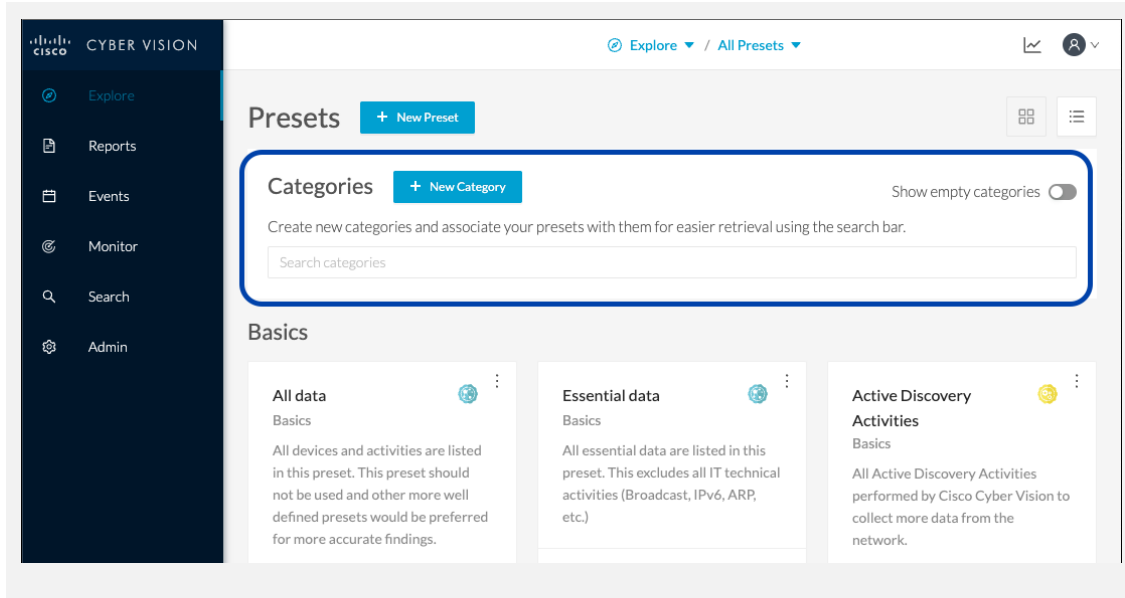 cisco CYBER VISION
Explore / All Presets
Explore
Reports
Events
Monitor
Search
Admin
Presets
+ New Preset
Categories
+ New Category
Show empty categories
Create new categories and associate your presets with them for easier retrieval using the search bar.
Search categories
Basics
All data
Basics
All devices and activities are listed
in this preset. This preset should
not be used and other more well
defined presets would be preferred
for more accurate findings.
Essential data
Basics
All essential data are listed in this
preset. This excludes all IT technical
activities (Broadcast, IPv6, ARP,
etc.)
Active Discovery
Activities
Basics
All Active Discovery Activities
performed by Cisco Cyber Vision to
collect more data from the
network.